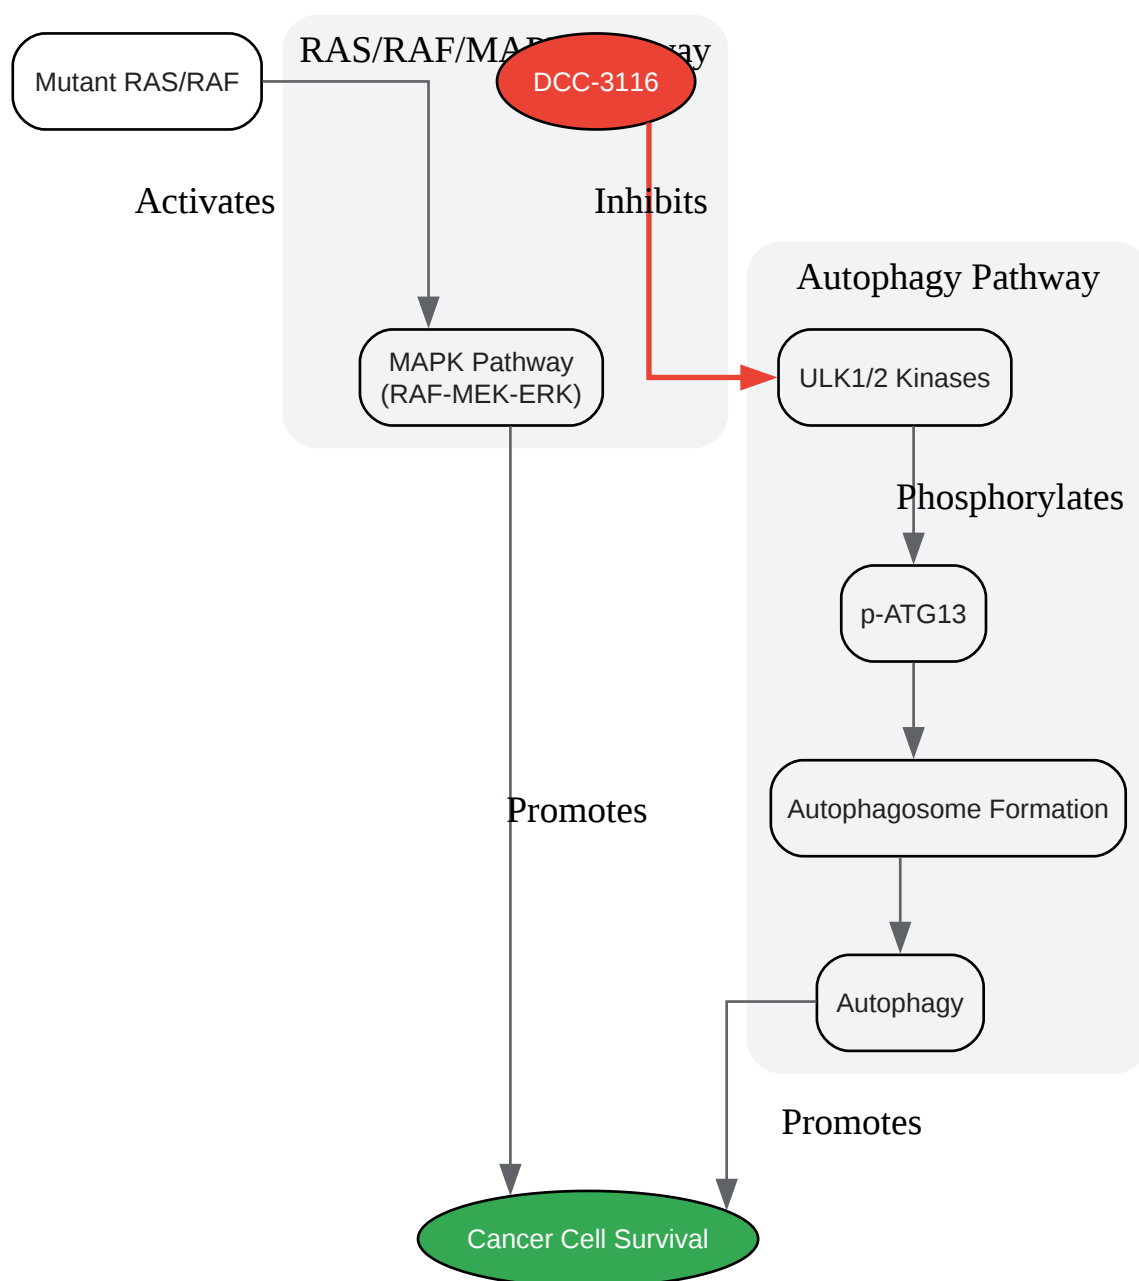 RAS/RAF/MA way
Mutant RAS/RAF
DCC-3116
Activates
Inhibits
Autophagy Pathway
MAPK Pathway
(RAF-MEK-ERK)
ULK1/2 Kinases
Phosphorylates
p-ATG13
Promotes
Autophagosome Formation
Autophagy
Promotes
Cancer Cell Survival